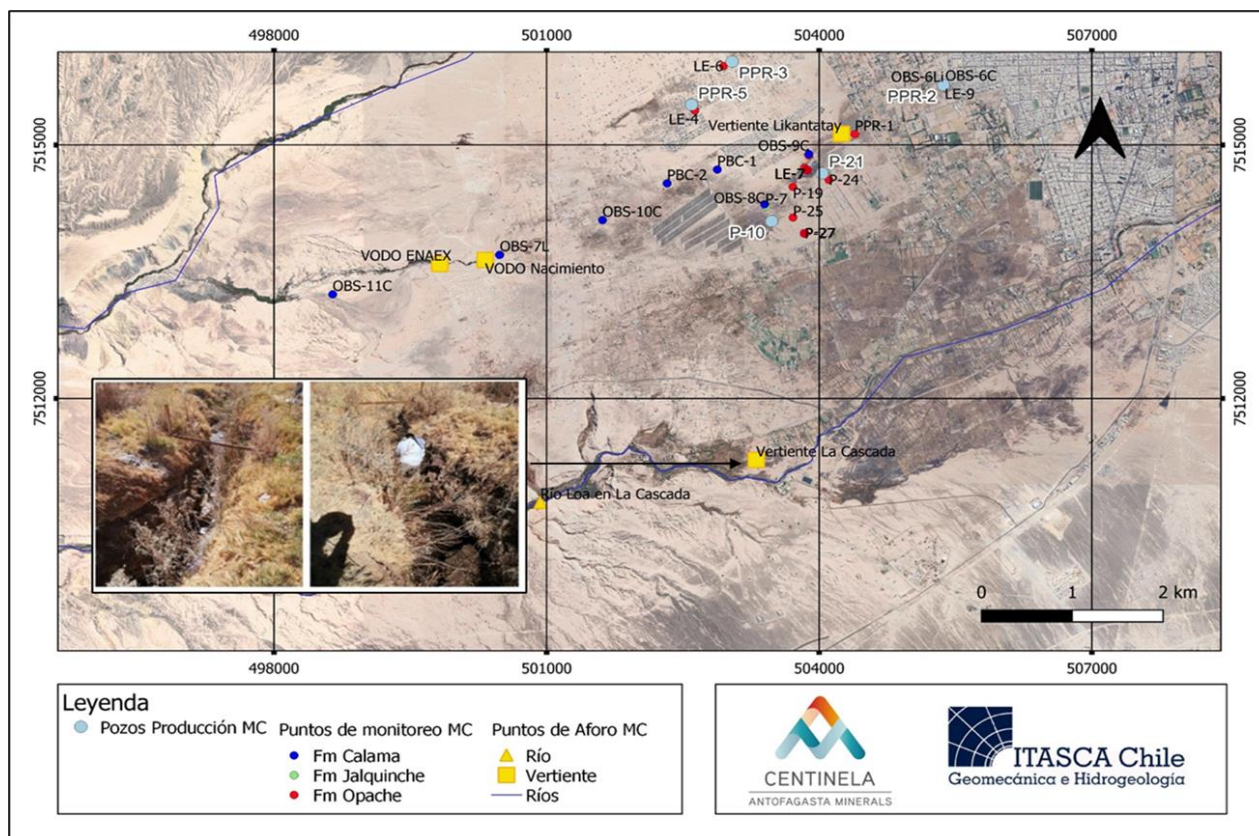 498000 501000 504000 507000
LE-6
PPR-3
OBS-6Li OBS-6C
PPR-2 LE-9
PPR-5
LE-4
Vertiente Likantatay PPR-1
7515000 7515000
OBS-9C
PBC-1
LE-7 P-21
PBC-2 P-24
P-19
OBS-8C P-7
OBS-10C P-25
P-10 P-27
OBS-7L
VODO ENAEX
VODO Nacimiento
OBS-11C
7512000 7512000
Vertiente La Cascada
Río Loa en La Cascada
0 1 2 km
498000 501000 504000 507000
Leyenda
Pozos Producción MC
Puntos de monitoreo MC
Fm Calama
Fm Jalquinche
Fm Opache
Puntos de Aforo MC
Río
Vertiente
Ríos
CENTINELA
ANTOFAGASTA MINERALS
ITASCA Chile
Geomecánica e Hidrogeología